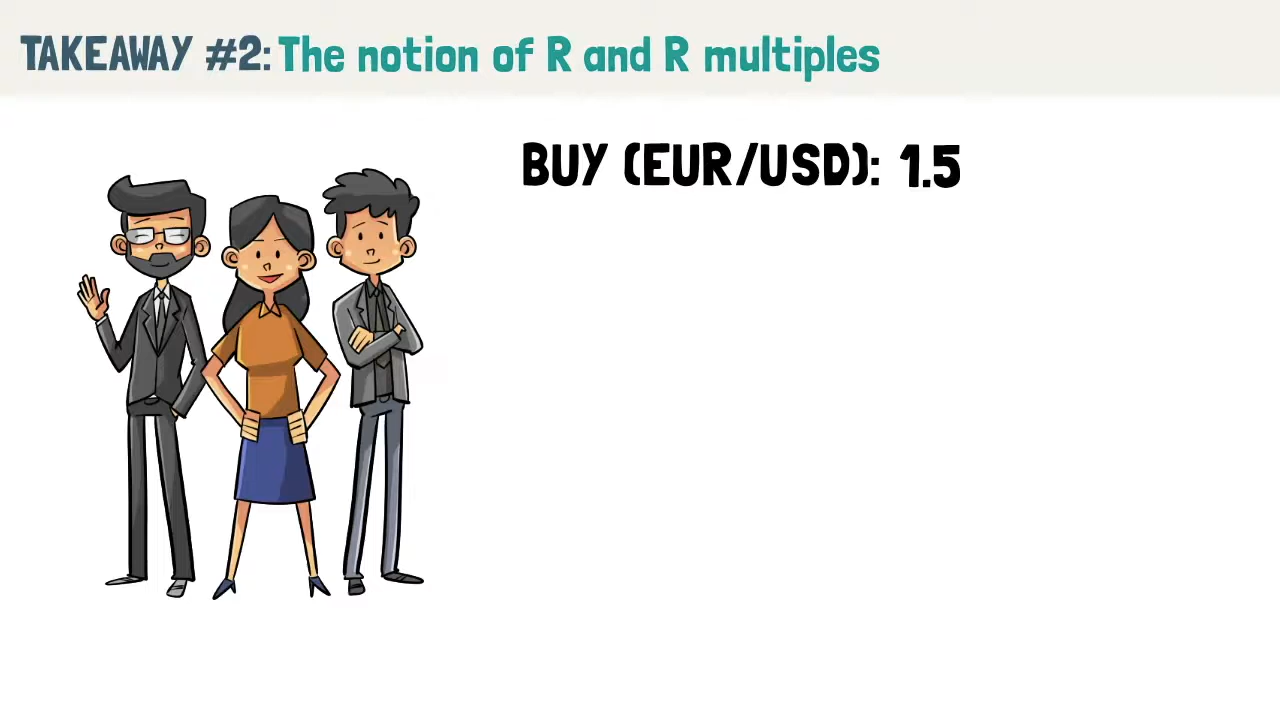 TAKEAWAY #2: The notion of R and R multiples
BUY (EUR/USD): 1.5